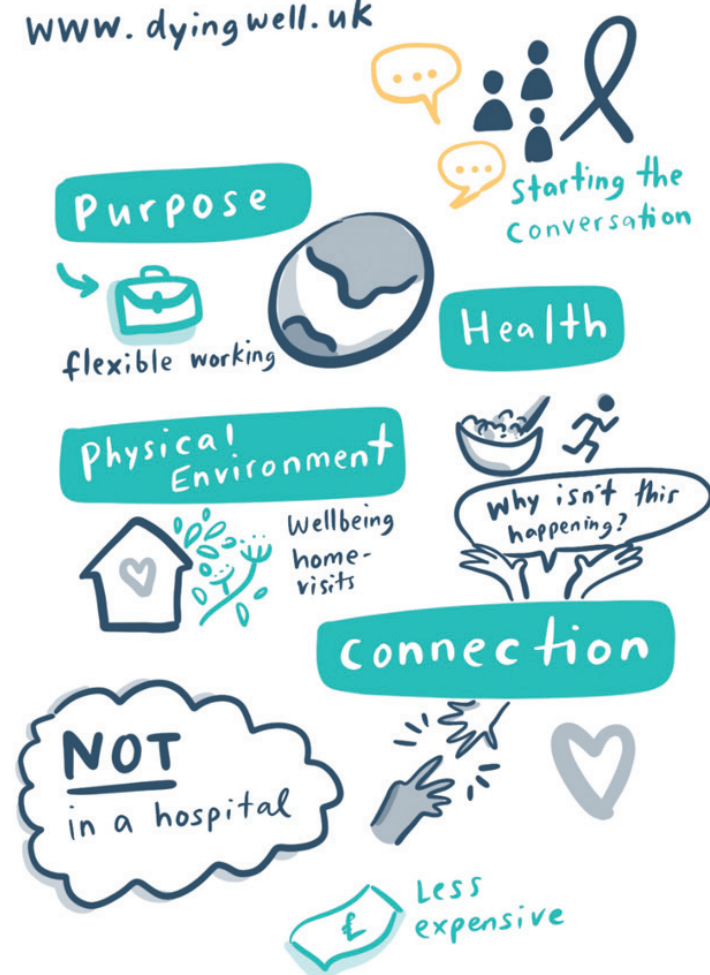 www.dyingwell.uk
Starting the
conversation
Purpose
flexible working
Health
Physical
Environment
Why isn't this
happening?
Wellbeing
home-
visits
connection
NOT
in a hospital
£
Less
expensive